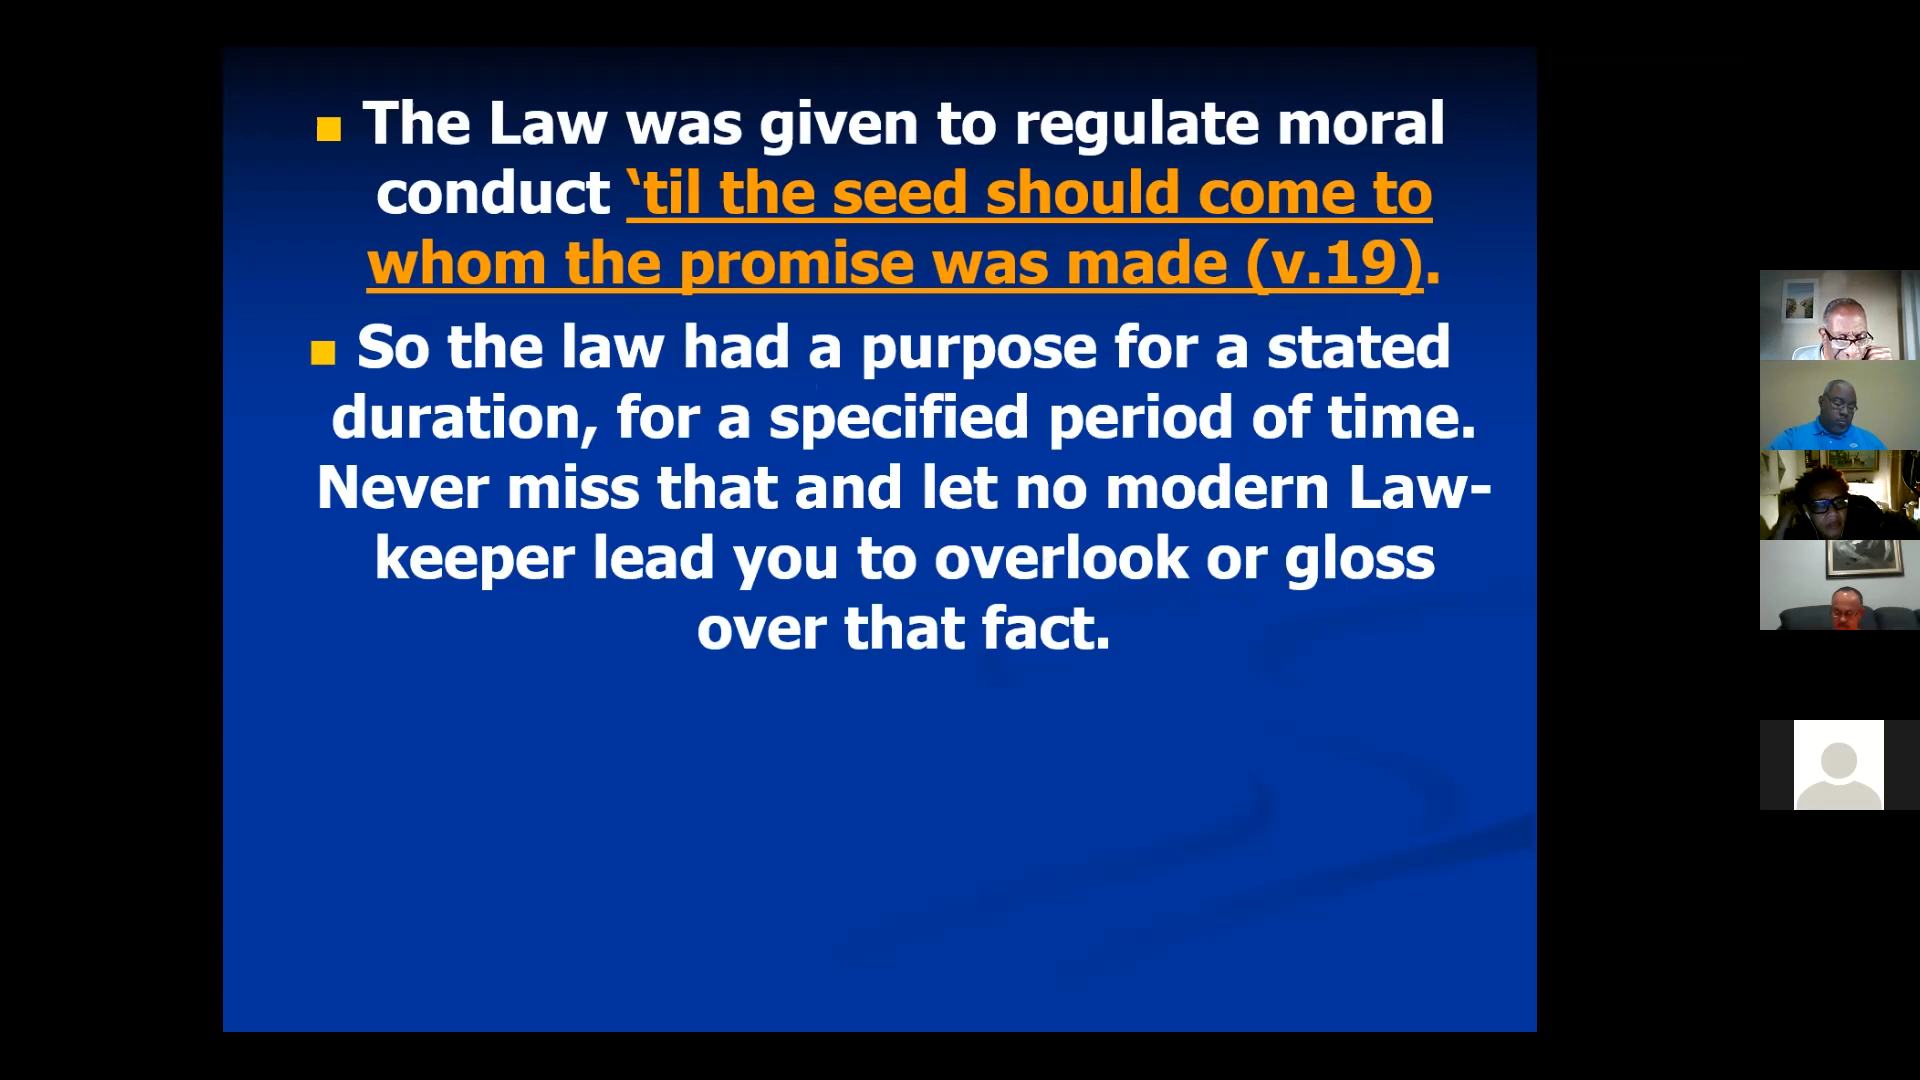 The Law was given to regulate moral
conduct ‘til the seed should come to
whom the promise was made (v.19).
So the law had a purpose for a stated
duration, for a specified period of time.
Never miss that and let no modern Law-
keeper lead you to overlook or gloss
over that fact.